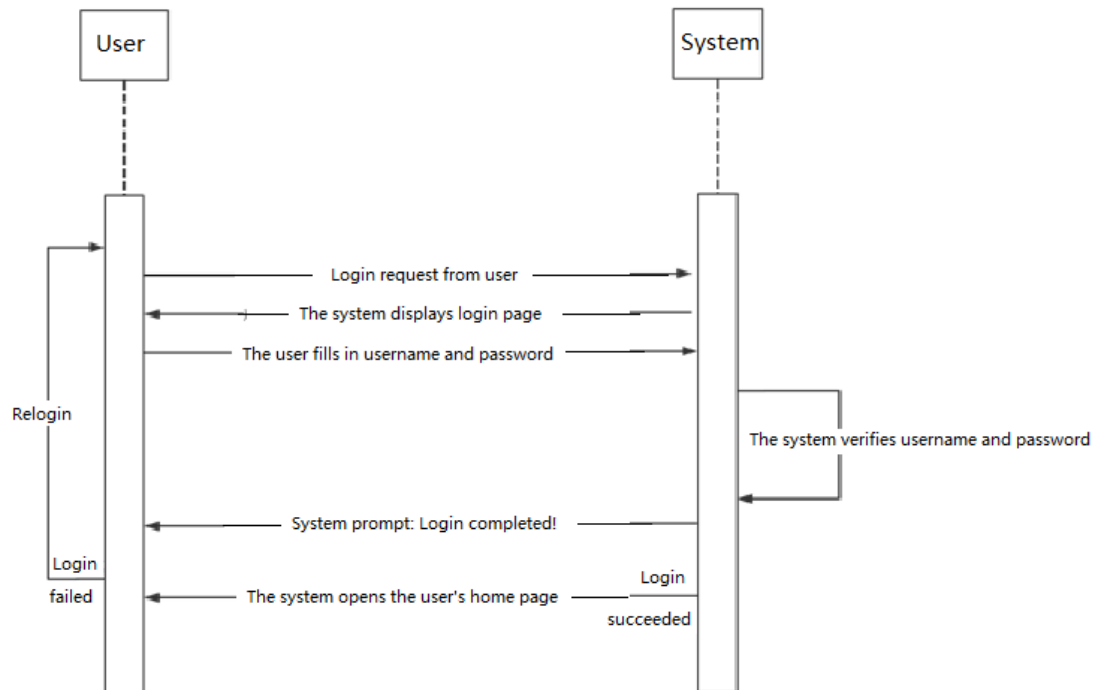 User
System
Login request from user
The system displays login page
The user fills in username and password
Relogin
The system verifies username and password
System prompt: Login completed!
Login
failed
Login
succeeded
The system opens the user's home page